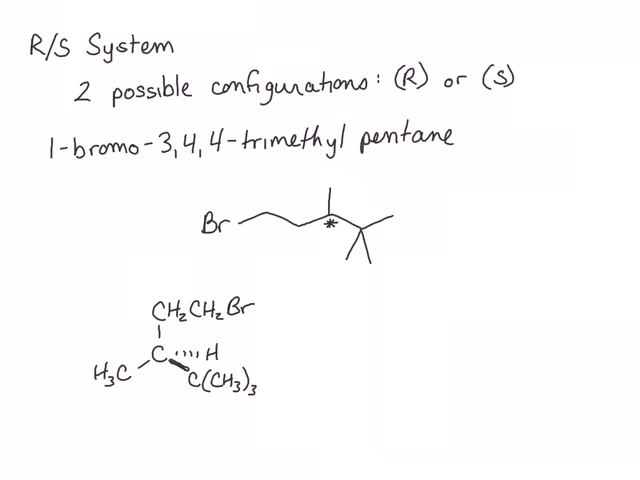 R/S System
2 possible configurations: (R) or (S)
1-bromo-3,4,4-trimethyl pentane
Br
*
CH₂CH₂Br
C H
H₃C
C(CH₃)₃